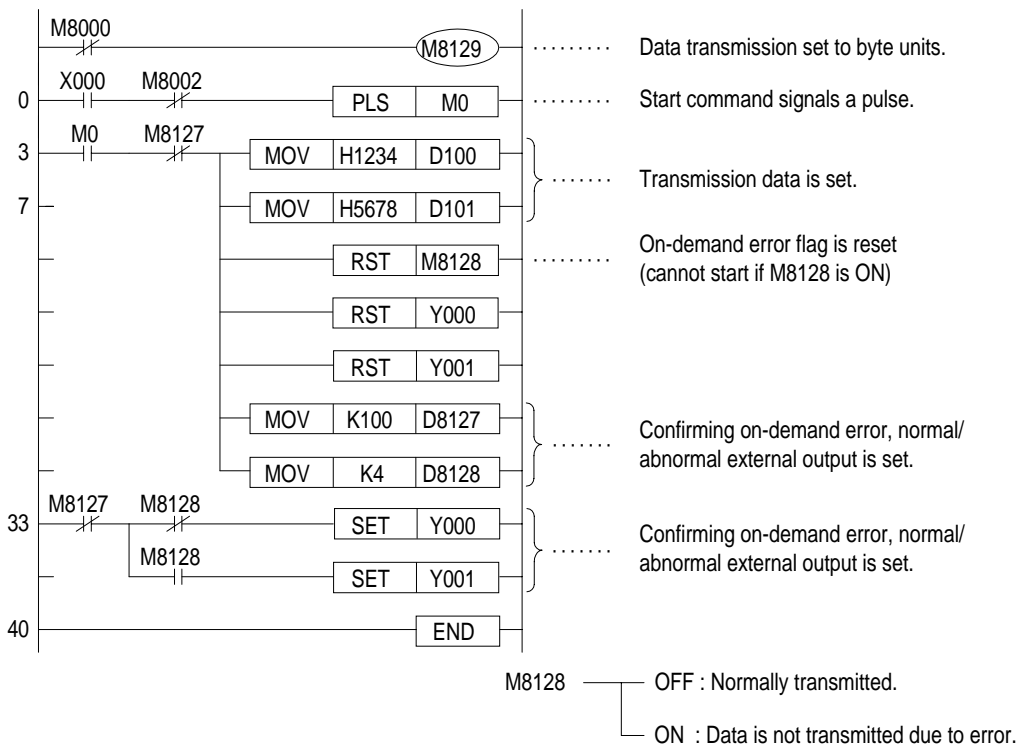 M8000
M8129 Data transmission set to byte units.
X000 M8002
0 PLS M0 Start command signals a pulse.
M0 M8127
3 MOV H1234 D100
Transmission data is set.
7 MOV H5678 D101
On-demand error flag is reset
RST M8128
(cannot start if M8128 is ON)
RST Y000
RST Y001
MOV K100 D8127
Confirming on-demand error, normal/
abnormal external output is set.
MOV K4 D8128
M8127 M8128
33 SET Y000
Confirming on-demand error, normal/
abnormal external output is set.
M8128
SET Y001
40 END
M8128 OFF : Normally transmitted.
ON : Data is not transmitted due to error.